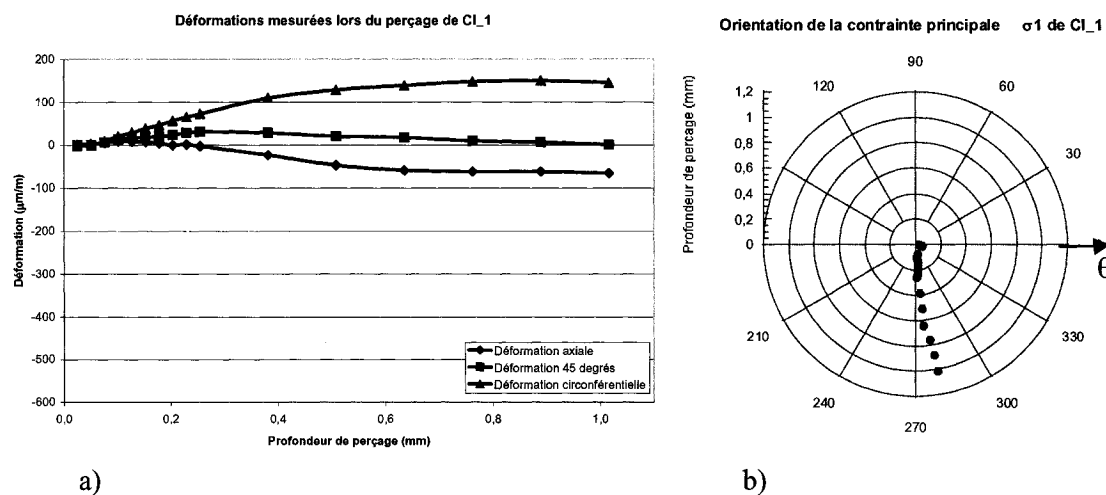 Déformations mesurées lors du perçage de CI_1
200
100
0
-100
-200
-300
-400
-500
-600
Déformation (µm/m)
0,0
0,2
0,4
0,6
0,8
1,0
Profondeur de perçage (mm)
Déformation axiale
Déformation 45 degrés
Déformation circonférentielle
a)
Orientation de la contrainte principale σ1 de CI_1
90
120
60
30
θ
330
300
270
240
210
1,2
1
0,8
0,6
0,4
0,2
0
Profondeur de percage (mm)
b)